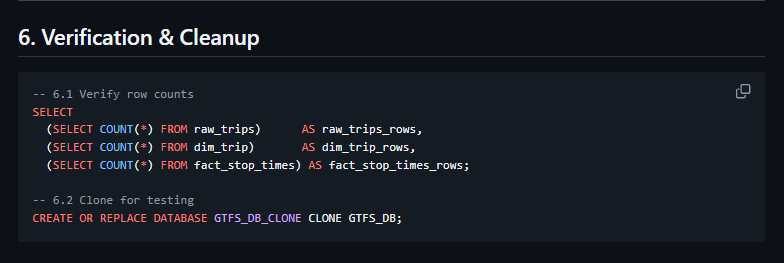 6. Verification & Cleanup
-- 6.1 Verify row counts
SELECT
  (SELECT COUNT(*) FROM raw_trips)      AS raw_trips_rows,
  (SELECT COUNT(*) FROM dim_trip)       AS dim_trip_rows,
  (SELECT COUNT(*) FROM fact_stop_times) AS fact_stop_times_rows;
-- 6.2 Clone for testing
CREATE OR REPLACE DATABASE GTFS_DB_CLONE CLONE GTFS_DB;